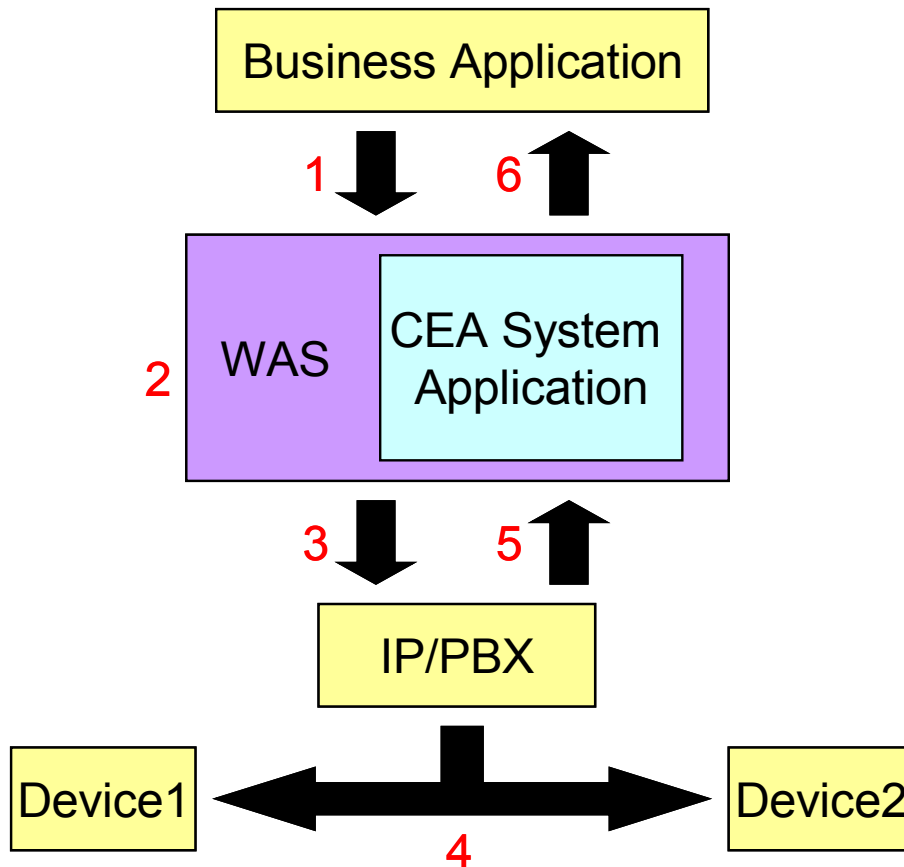 Business Application
1
6
2
WAS
CEA System
Application
3
5
IP/PBX
Device1
Device2
4